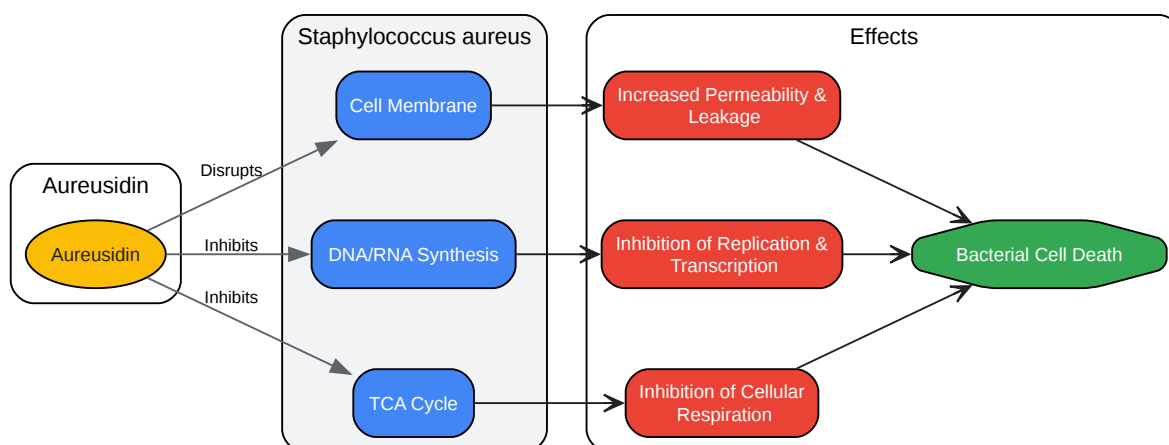 Staphylococcus aureus
Effects
Cell Membrane
Increased Permeability &
Leakage
Disrupts
Aureusidin
Aureusidin
Inhibits
DNA/RNA Synthesis
Inhibition of Replication &
Transcription
Bacterial Cell Death
Inhibits
TCA Cycle
Inhibition of Cellular
Respiration